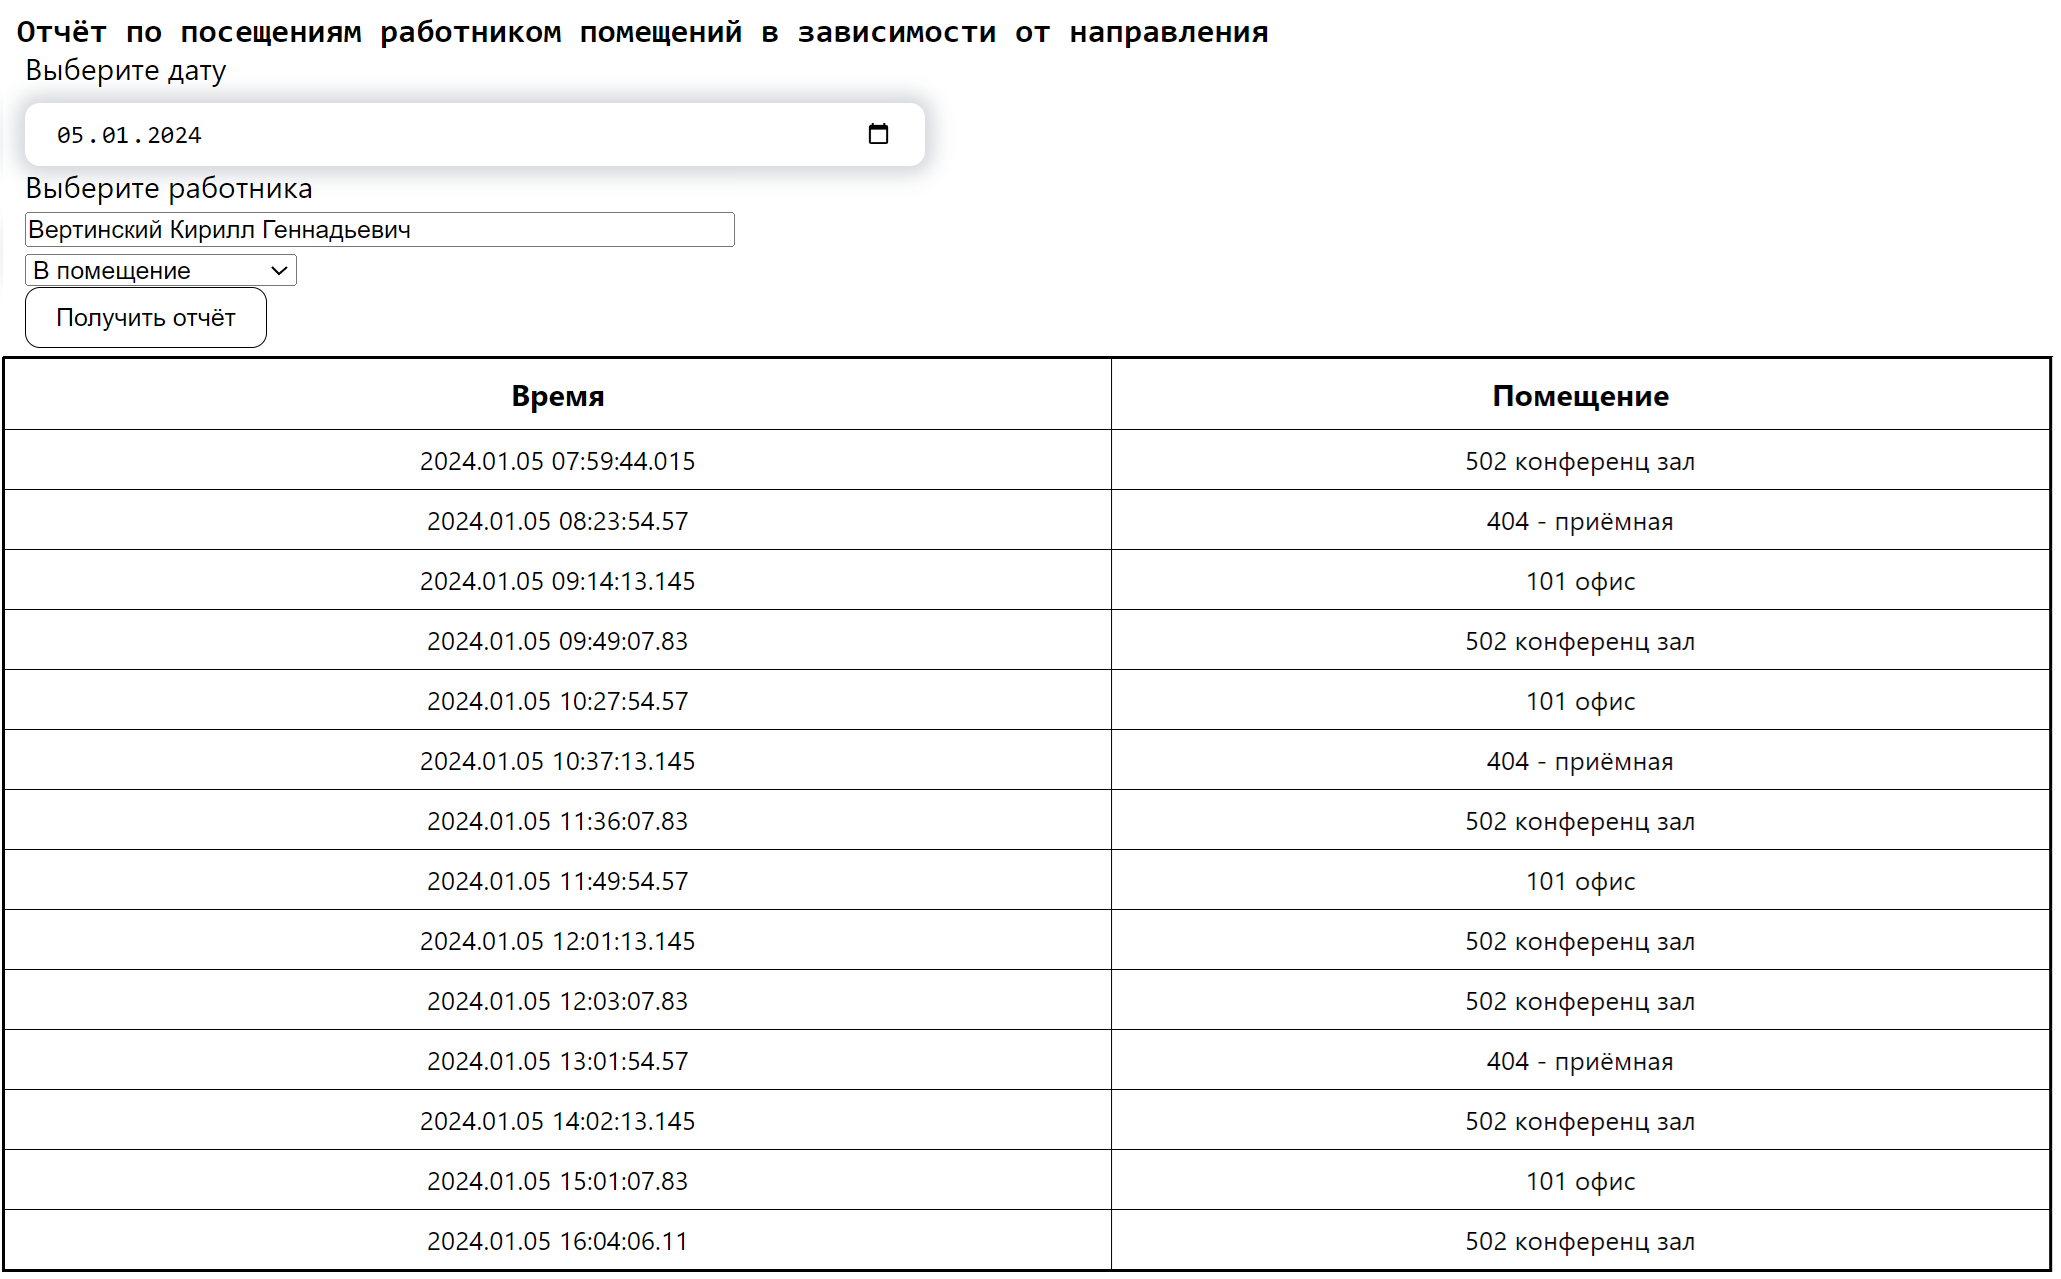 Отчёт по посещениям работником помещений в зависимости от направления
Выберите дату
05.01.2024
Выберите работника
Вертинский Кирилл Геннадьевич
В помещение
Получить отчёт
Время Помещение
2024.01.05 07:59:44.015 502 конференц зал
2024.01.05 08:23:54.57 404 - приёмная
2024.01.05 09:14:13.145 101 офис
2024.01.05 09:49:07.83 502 конференц зал
2024.01.05 10:27:54.57 101 офис
2024.01.05 10:37:13.145 404 - приёмная
2024.01.05 11:36:07.83 502 конференц зал
2024.01.05 11:49:54.57 101 офис
2024.01.05 12:01:13.145 502 конференц зал
2024.01.05 12:03:07.83 502 конференц зал
2024.01.05 13:01:54.57 404 - приёмная
2024.01.05 14:02:13.145 502 конференц зал
2024.01.05 15:01:07.83 101 офис
2024.01.05 16:04:06.11 502 конференц зал